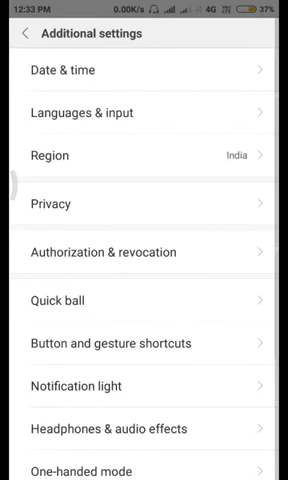 12:33 PM 0.00K/s 4G 37%
Additional settings
Date & time
Languages & input
Region India
Privacy
Authorization & revocation
Quick ball
Button and gesture shortcuts
Notification light
Headphones & audio effects
One-handed mode